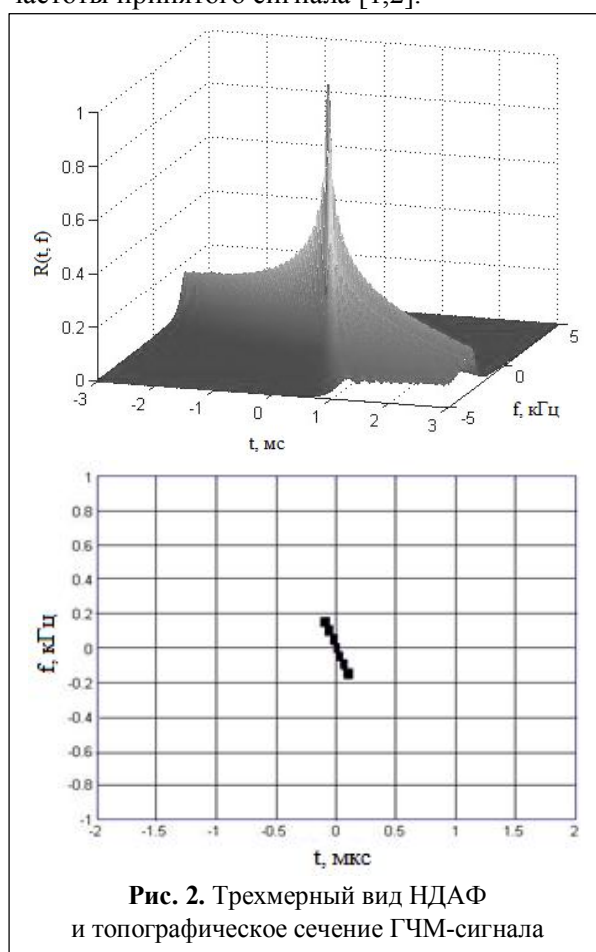 частоты принятого сигнала [1,2].
1
0.8
0.6
0.4
0.2
0
R(t, f)
-3 -2 -1 0 1 2 3
t, мс
-5 0 5
f, кГц
1
0.8
0.6
0.4
0.2
0
-0.2
-0.4
-0.6
-0.8
-1
f, кГц
-2 -1.5 -1 -0.5 0 0.5 1 1.5 2
t, мкс
Рис. 2. Трехмерный вид НДАФ
и топографическое сечение ГЧМ-сигнала